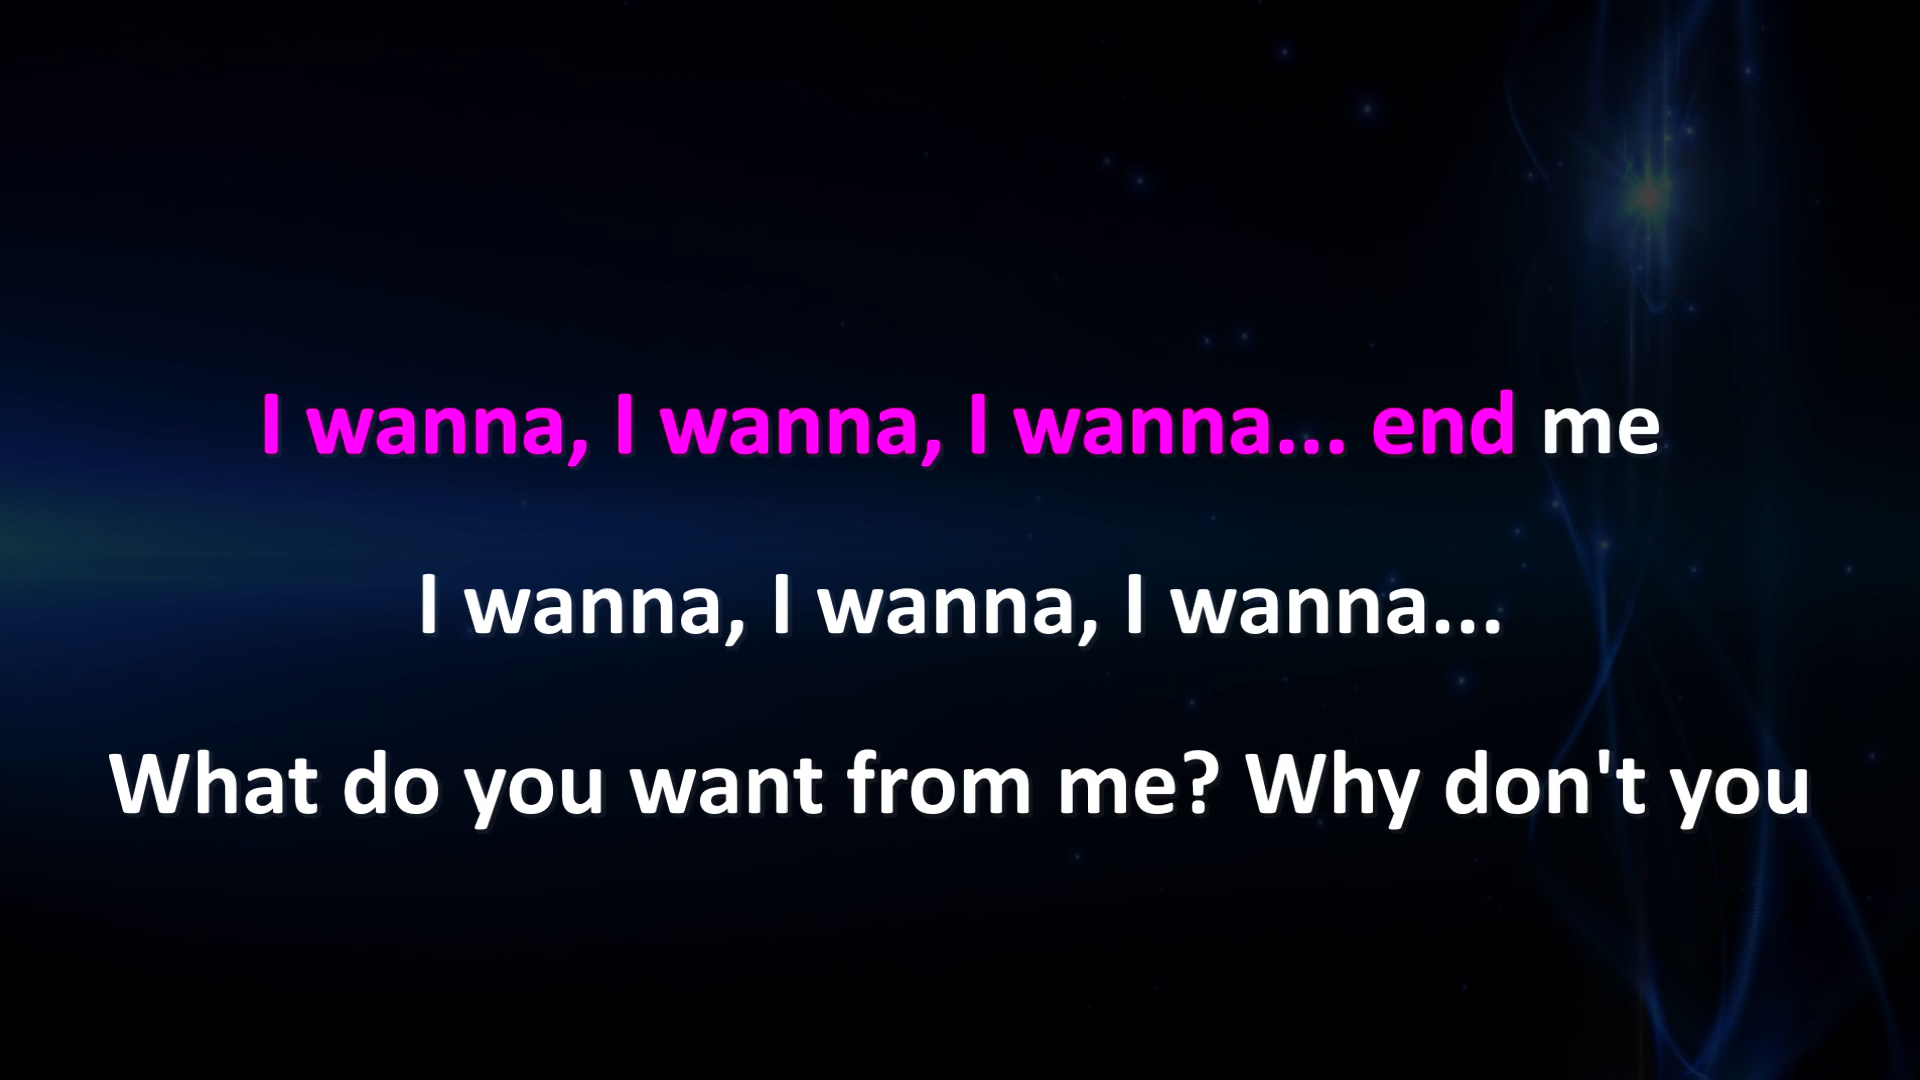 I wanna, I wanna, I wanna... end me
I wanna, I wanna, I wanna...
What do you want from me? Why don't you